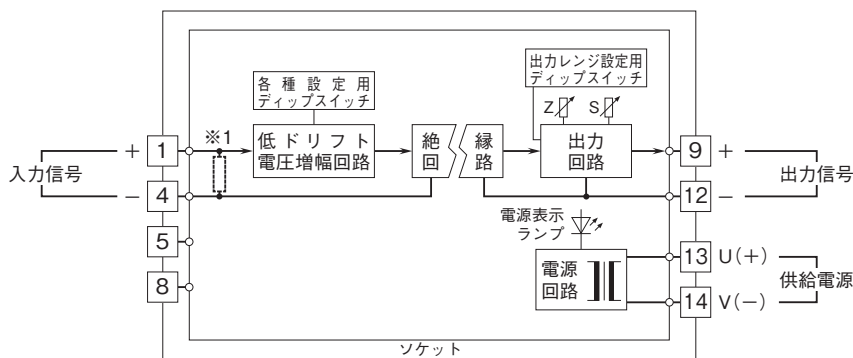 各種設定用
ディップスイッチ
出力レンジ設定用
ディップスイッチ
Z
S
※1
低ドリフト
電圧増幅回路
絶
回
縁
路
出力
回路
入力信号
+
1
−
4
5
8
9
+
12
−
出力信号
電源表示
ランプ
電源
回路
13
U(+)
14
V(−)
供給電源
ソケット